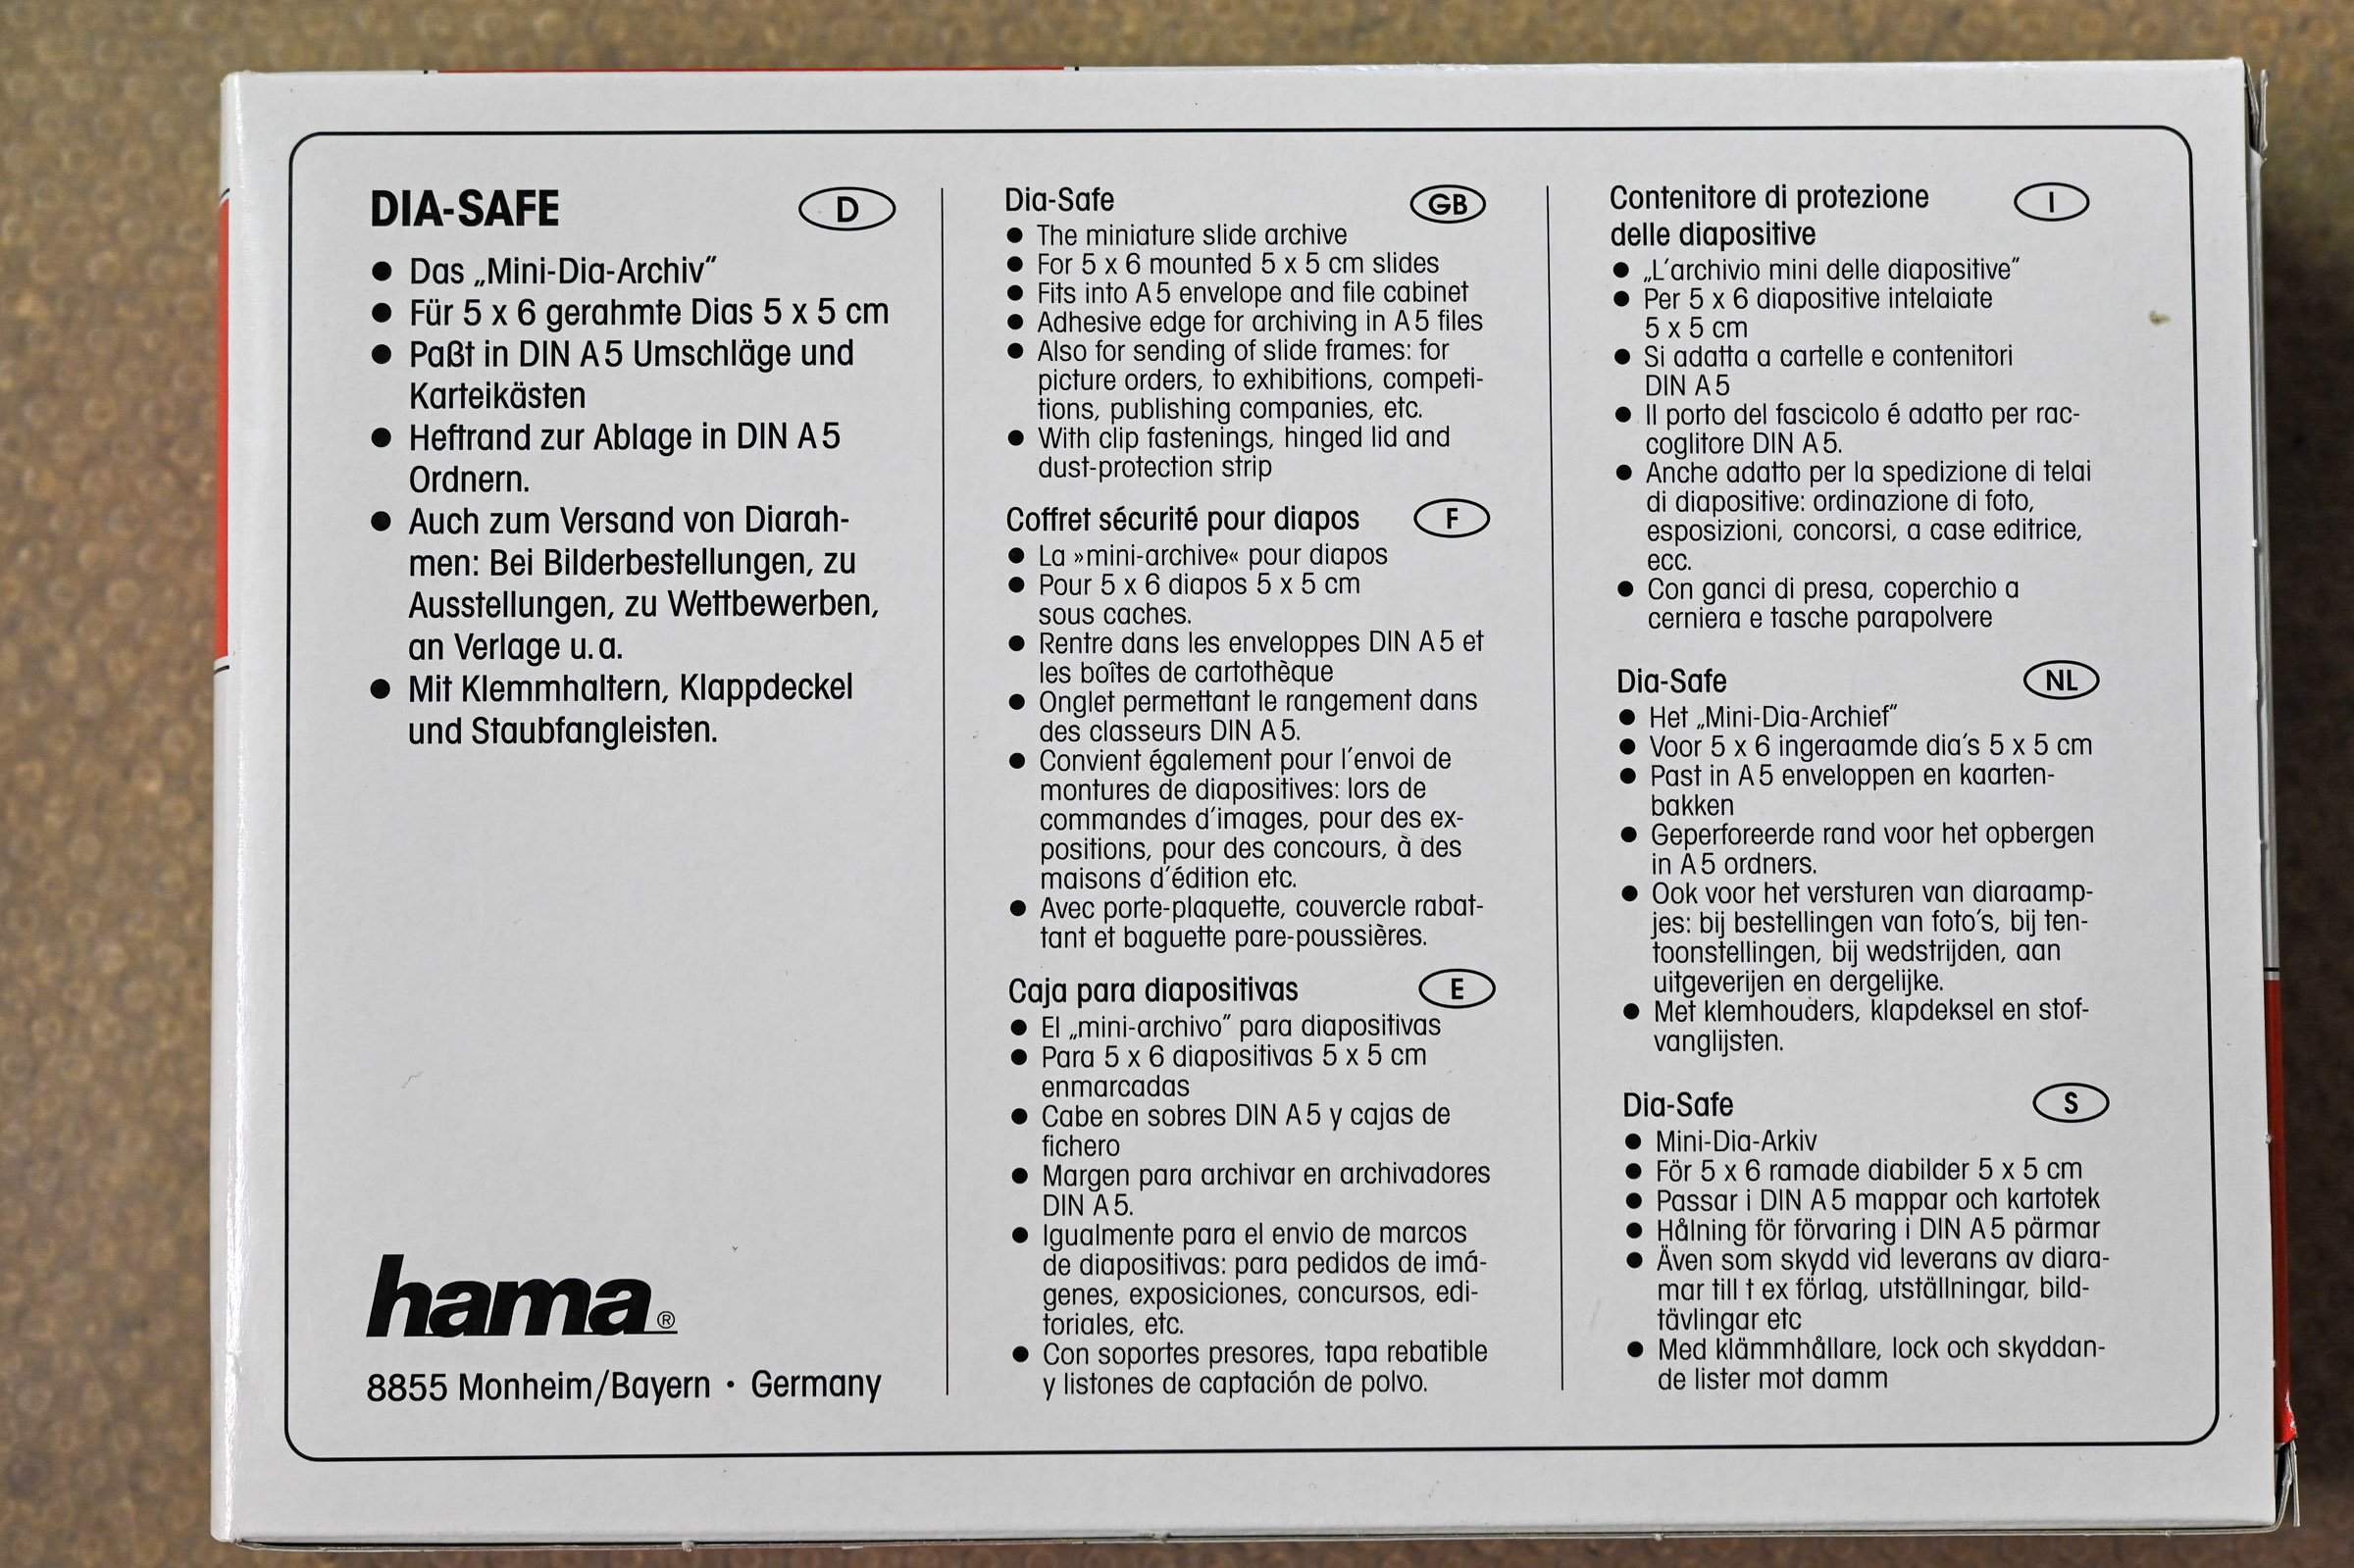 DIA-SAFE D
● Das „Mini-Dia-Archiv“
● Für 5 x 6 gerahmte Dias 5 x 5 cm
● Paßt in DIN A5 Umschläge und
Karteikästen
● Heftrand zur Ablage in DIN A5
Ordnern.
● Auch zum Versand von Diarah-
men: Bei Bilderbestellungen, zu
Ausstellungen, zu Wettbewerben,
an Verlage u.a.
● Mit Klemmhaltern, Klappdeckel
und Staubfangleisten.
hama®
8855 Monheim/Bayern · Germany
Dia-Safe GB
● The miniature slide archive
● For 5 x 6 mounted 5 x 5 cm slides
● Fits into A5 envelope and file cabinet
● Adhesive edge for archiving in A5 files
● Also for sending of slide frames: for
picture orders, to exhibitions, competi-
tions, publishing companies, etc.
● With clip fastenings, hinged lid and
dust-protection strip
Coffret sécurité pour diapos F
● La »mini-archive« pour diapos
● Pour 5 x 6 diapos 5 x 5 cm
sous caches.
● Rentre dans les enveloppes DIN A5 et
les boîtes de cartothèque
● Onglet permettant le rangement dans
des classeurs DIN A5.
● Convient également pour l'envoi de
montures de diapositives: lors de
commandes d'images, pour des ex-
positions, pour des concours, à des
maisons d'édition etc.
● Avec porte-plaquette, couvercle rabat-
tant et baguette pare-poussières.
Caja para diapositivas E
● El „mini-archivo“ para diapositivas
● Para 5 x 6 diapositivas 5 x 5 cm
enmarcadas
● Cabe en sobres DIN A5 y cajas de
fichero
● Margen para archivar en archivadores
DIN A5.
● Igualmente para el envio de marcos
de diapositivas: para pedidos de imá-
genes, exposiciones, concursos, edi-
toriales, etc.
● Con soportes presores, tapa rebatible
y listones de captación de polvo.
Contenitore di protezione I
delle diapositive
● „L'archivio mini delle diapositive“
● Per 5 x 6 diapositive intelaiate
5 x 5 cm
● Si adatta a cartelle e contenitori
DIN A5
● Il porto del fascicolo é adatto per rac-
coglitore DIN A5.
● Anche adatto per la spedizione di telai
di diapositive: ordinazione di foto,
esposizioni, concorsi, a case editrice,
ecc.
● Con ganci di presa, coperchio a
cerniera e tasche parapolvere
Dia-Safe NL
● Het „Mini-Dia-Archief“
● Voor 5 x 6 ingeraamde dia's 5 x 5 cm
● Past in A5 enveloppen en kaarten-
bakken
● Geperforeerde rand voor het opbergen
in A5 ordners.
● Ook voor het versturen van diaraamp-
jes: bij bestellingen van foto's, bij ten-
toonstellingen, bij wedstrijden, aan
uitgeverijen en dergelijke.
● Met klemhouders, klapdeksel en stof-
vanglijsten.
Dia-Safe S
● Mini-Dia-Arkiv
● För 5 x 6 ramade diabilder 5 x 5 cm
● Passar i DIN A5 mappar och kartotek
● Hålning för förvaring i DIN A5 pärmar
● Även som skydd vid leverans av diara-
mar till t ex förlag, utställningar, bild-
tävlingar etc
● Med klämmhållare, lock och skyddan-
de lister mot damm